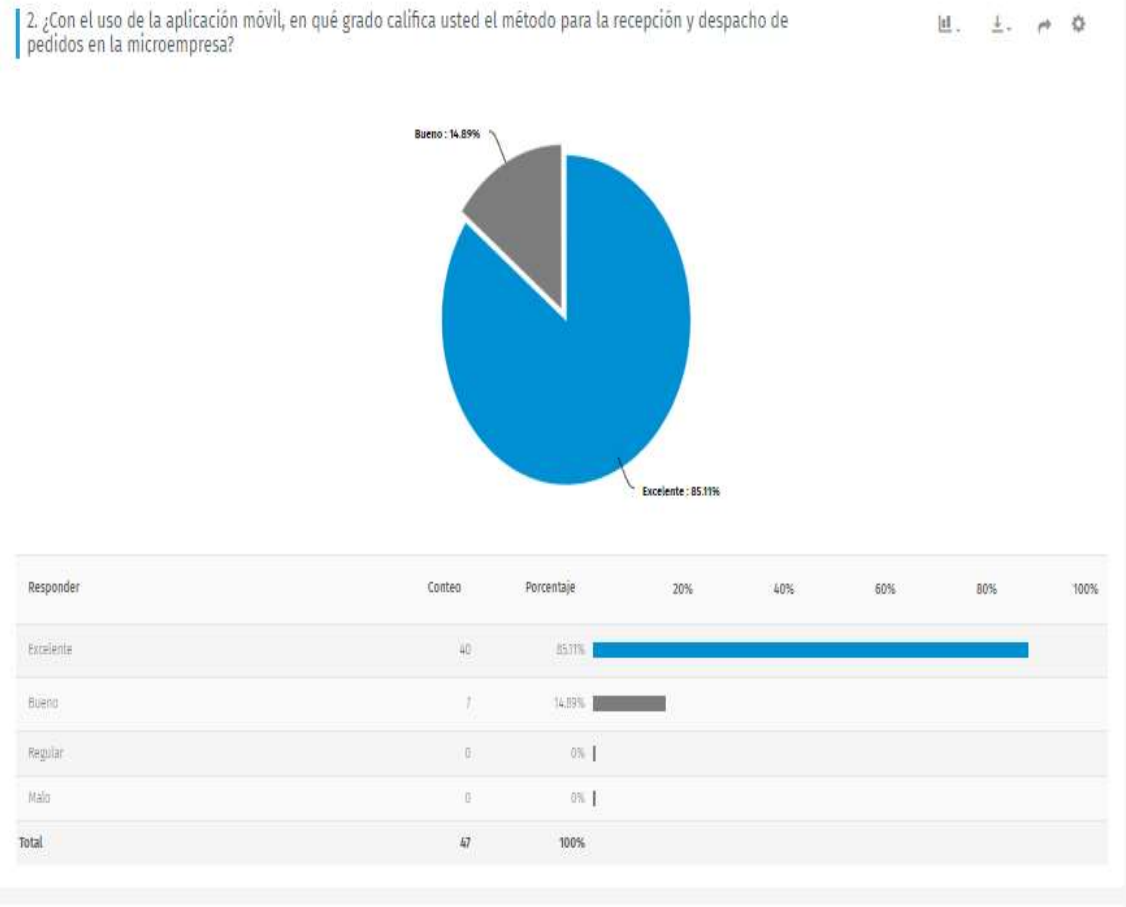 2. ¿Con el uso de la aplicación móvil, en qué grado califica usted el método para la recepción y despacho de
pedidos en la microempresa?
Bueno : 14.89%
Excelente : 85.11%
Responder Conteo Porcentaje 20% 40% 60% 80% 100%
Excelente 40 85.11%
Bueno 7 14.89%
Regular 0 0%
Malo 0 0%
Total 47 100%